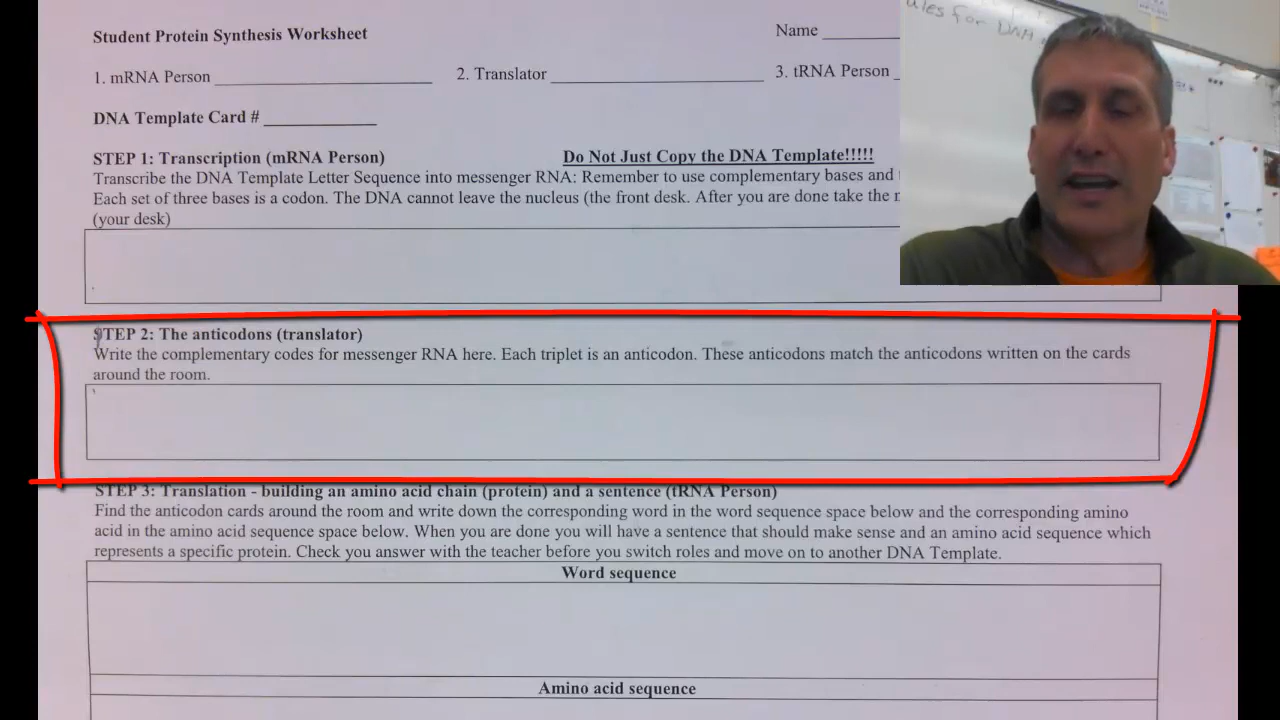 Student Protein Synthesis Worksheet
Name
1. mRNA Person
2. Translator
3. tRNA Person
DNA Template Card #
STEP 1: Transcription (mRNA Person)
Do Not Just Copy the DNA Template!!!!!
Transcribe the DNA Template Letter Sequence into messenger RNA: Remember to use complementary bases and
Each set of three bases is a codon. The DNA cannot leave the nucleus (the front desk. After you are done take the
(your desk)
STEP 2: The anticodons (translator)
Write the complementary codes for messenger RNA here. Each triplet is an anticodon. These anticodons match the anticodons written on the cards
around the room.
STEP 3: Translation - building an amino acid chain (protein) and a sentence (tRNA Person)
Find the anticodon cards around the room and write down the corresponding word in the word sequence space below and the corresponding amino
acid in the amino acid sequence space below. When you are done you will have a sentence that should make sense and an amino acid sequence which
represents a specific protein. Check you answer with the teacher before you switch roles and move on to another DNA Template.
Word sequence
Amino acid sequence
for DNA